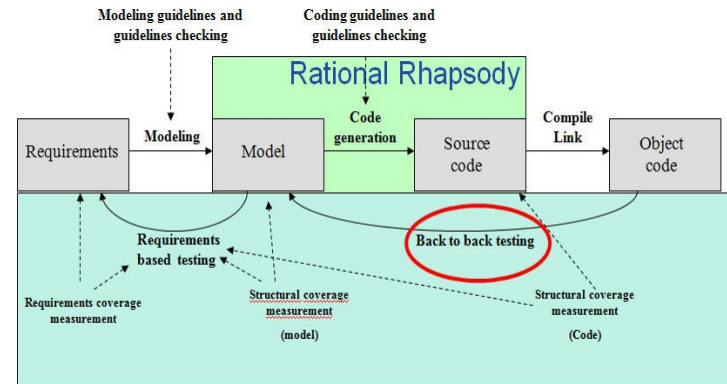 Modeling guidelines and
guidelines checking
Coding guidelines and
guidelines checking
Rational Rhapsody
Requirements
Modeling
Model
Code
generation
Source
code
Compile
Link
Object
code
Requirements
based testing
Back to back testing
Requirements coverage
measurement
Structural coverage
measurement
(model)
Structural coverage
measurement
(Code)